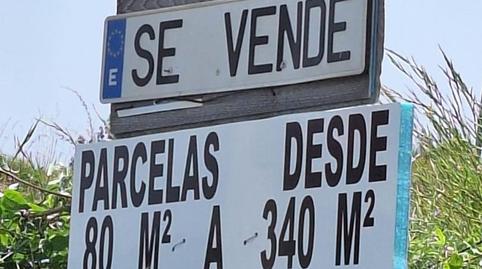 E SE VENDE
PARCELAS DESDE
80 M² A 340 M²